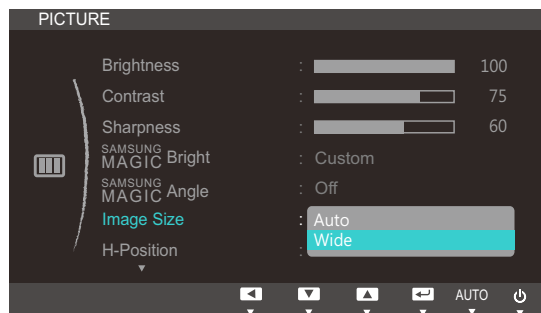 PICTURE
Brightness : 100
Contrast : 75
Sharpness : 60
SAMSUNG MAGIC Bright : Custom
SAMSUNG MAGIC Angle : Off
Image Size : Auto
Wide
H-Position :
AUTO